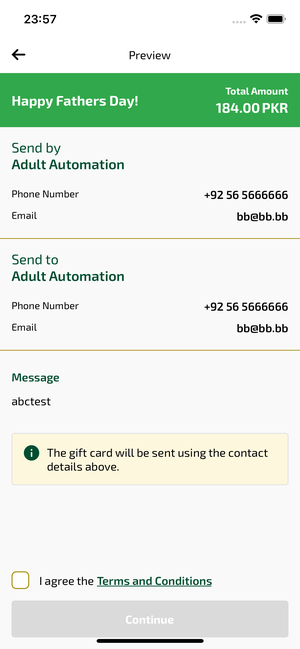 23:57
Preview
Happy Fathers Day!
Total Amount
184.00 PKR
Send by
Adult Automation
Phone Number
+92 56 5666666
Email
bb@bb.bb
Send to
Adult Automation
Phone Number
+92 56 5666666
Email
bb@bb.bb
Message
abctest
The gift card will be sent using the contact
details above.
I agree the Terms and Conditions
Continue